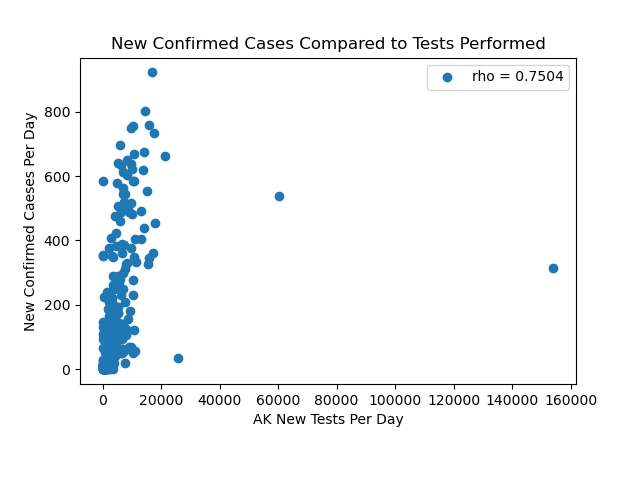 New Confirmed Cases Compared to Tests Performed
rho = 0.7504
800
600
400
200
0
New Confirmed Caeses Per Day
0 20000 40000 60000 80000 100000 120000 140000 160000
AK New Tests Per Day